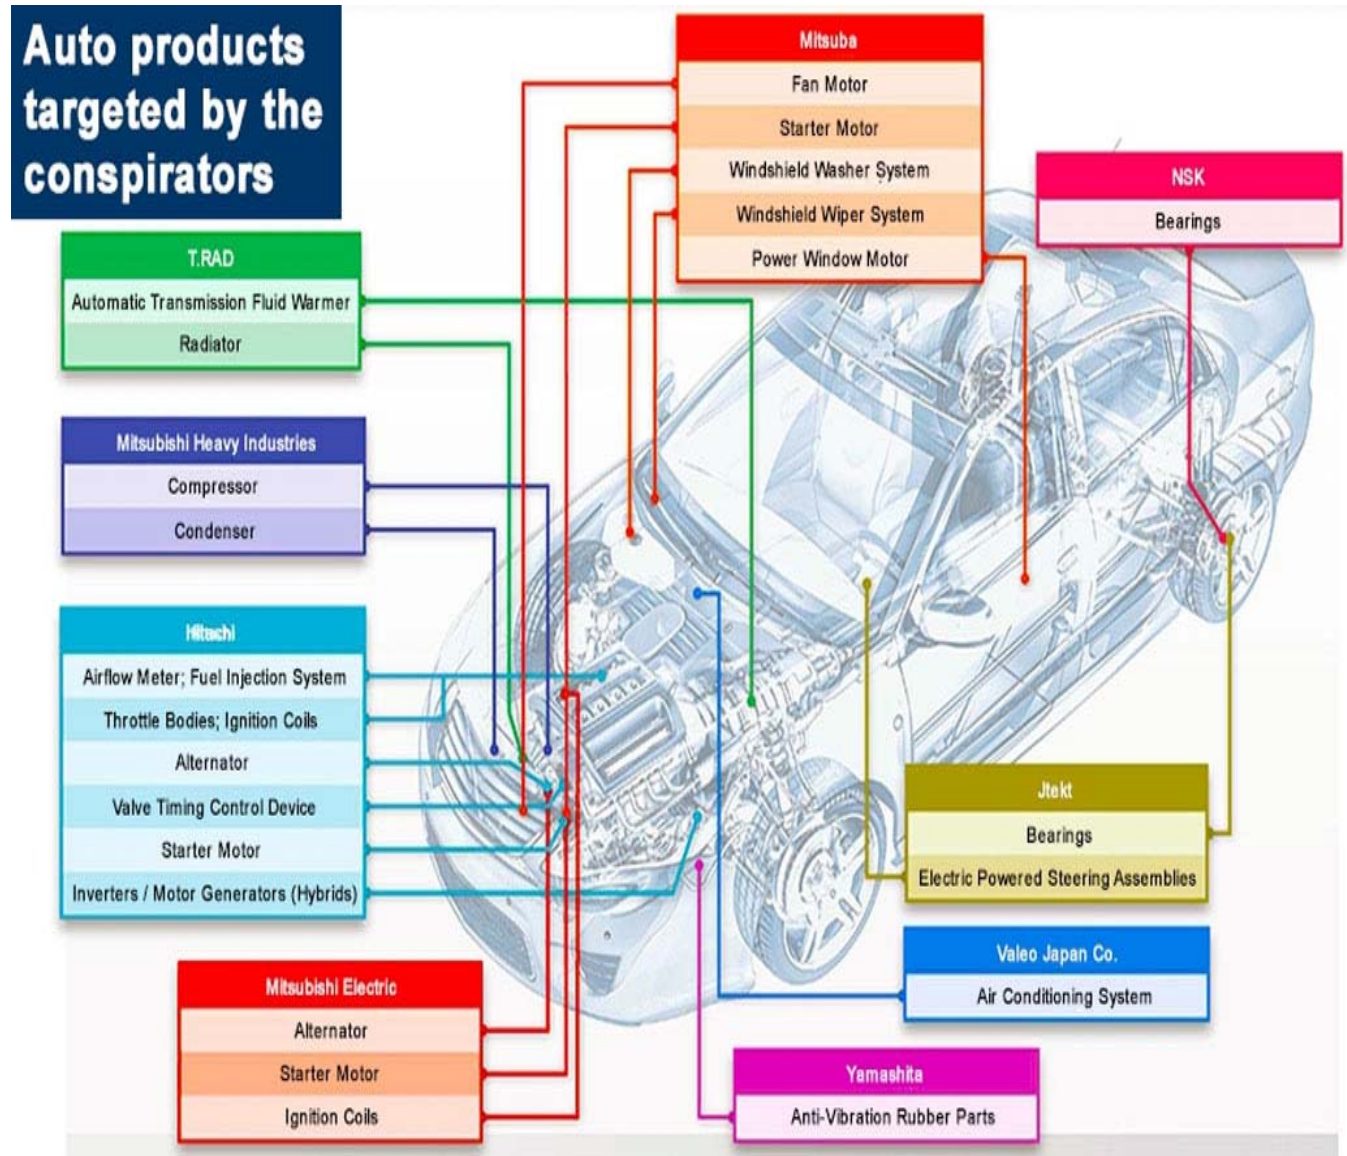 Auto products
targeted by the
conspirators
Mitsuba
Fan Motor
Starter Motor
Windshield Washer System
Windshield Wiper System
Power Window Motor
NSK
Bearings
T.RAD
Automatic Transmission Fluid Warmer
Radiator
Mitsubishi Heavy Industries
Compressor
Condenser
Hitachi
Airflow Meter; Fuel Injection System
Throttle Bodies; Ignition Coils
Alternator
Valve Timing Control Device
Starter Motor
Inverters / Motor Generators (Hybrids)
Jtekt
Bearings
Electric Powered Steering Assemblies
Valeo Japan Co.
Air Conditioning System
Mitsubishi Electric
Alternator
Starter Motor
Ignition Coils
Yamashita
Anti-Vibration Rubber Parts